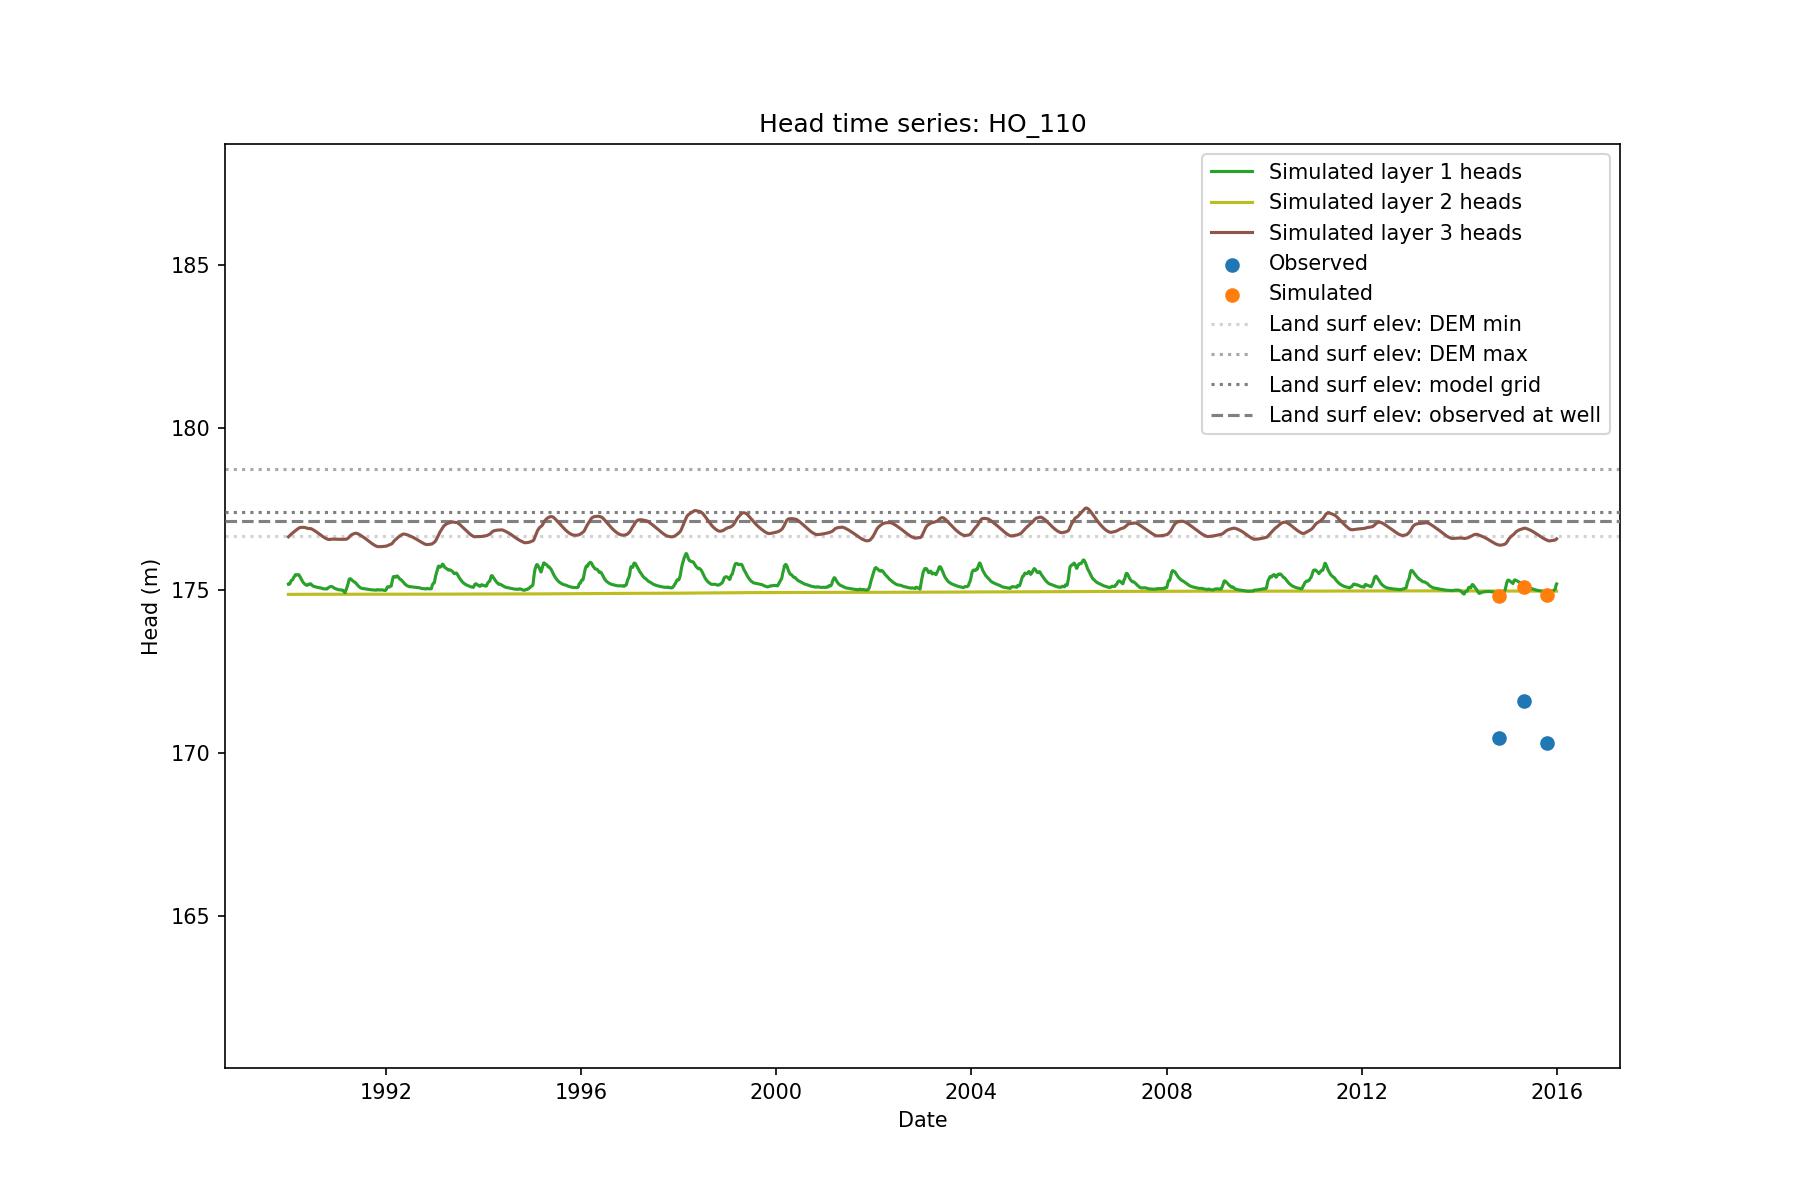 Head time series: HO_110
Simulated layer 1 heads
Simulated layer 2 heads
Simulated layer 3 heads
Observed
Simulated
Land surf elev: DEM min
Land surf elev: DEM max
Land surf elev: model grid
Land surf elev: observed at well
185
180
175
170
165
Head (m)
1992 1996 2000 2004 2008 2012 2016
Date